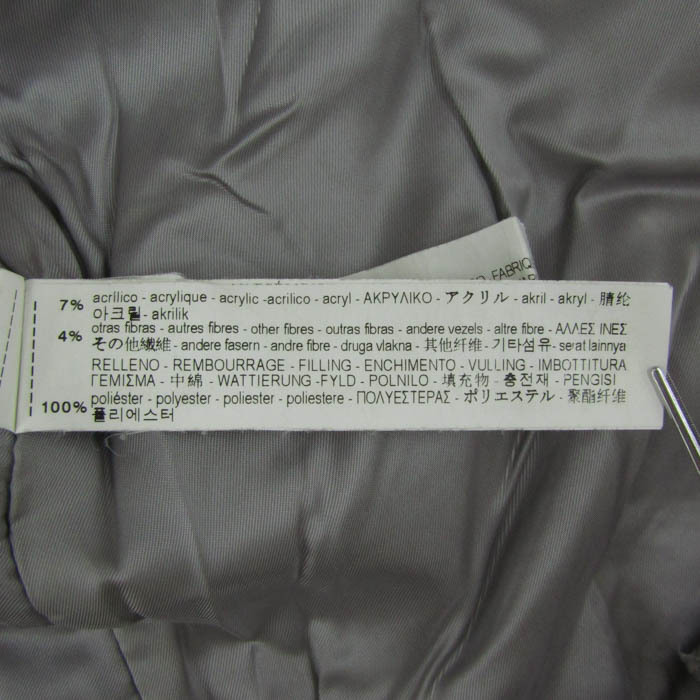 FABRIQ
7% acrílico - acrylique - acrylic -acrilico - acryl - ΑΚΡΥΛΙΚΟ - アクリル - akril - akryl - 腈纶
아크릴 - akrilik
4% otras fibras - autres fibres - other fibres - outras fibras - andere vezels - altre fibre - ΑΛΛΕΣ ΙΝΕΣ
その他繊維 - andere fasern - andre fibre - druga vlakna - 其他纤维 - 기타섬유 - seratlainnya
RELLENO - REMBOURRAGE - FILLING - ENCHIMENTO - VULLING - IMBOTTITURA
ΓΕΜΙΣΜΑ - 中綿 - WATTIERUNG -FYLD - POLNILO - 填充物 - 충전재 - PENGISI
100% poliéster - polyester - poliester - poliestere - ΠΟΛΥΕΣΤΕΡΑΣ - ポリエステル - 聚酯纤维
폴리에스터